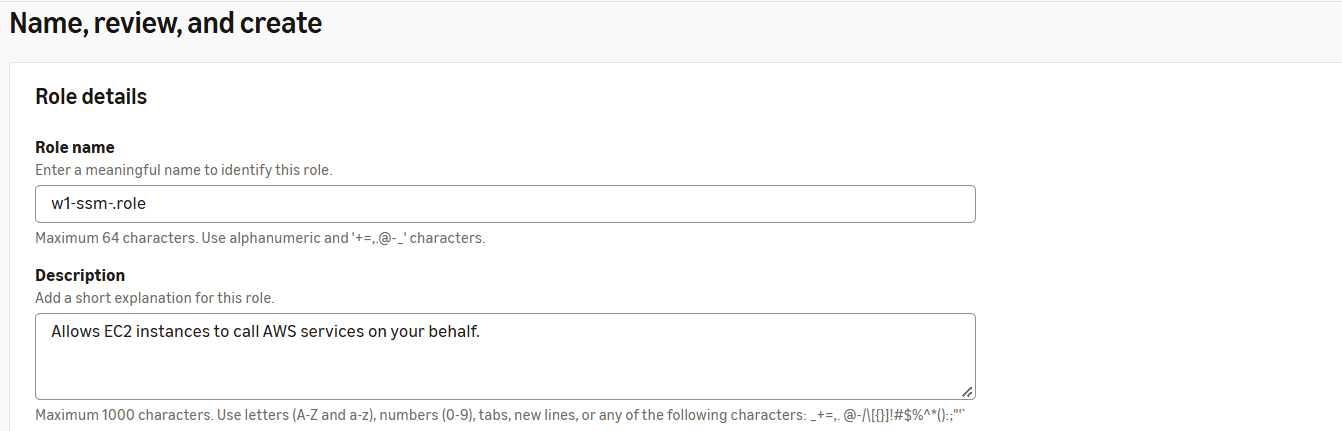 Name, review, and create
Role details
Role name
Enter a meaningful name to identify this role.
w1-ssm-.role
Maximum 64 characters. Use alphanumeric and '+=,.@-_' characters.
Description
Add a short explanation for this role.
Allows EC2 instances to call AWS services on your behalf.
Maximum 1000 characters. Use letters (A-Z and a-z), numbers (0-9), tabs, new lines, or any of the following characters: _+=,. @-/\[{}]!#$%^*();:"'`